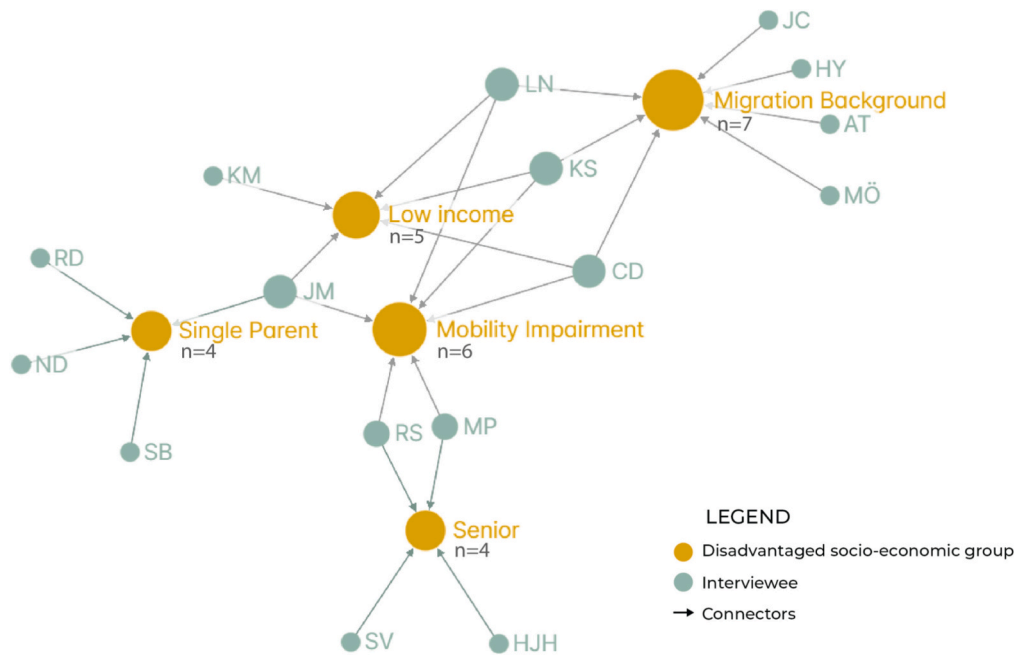 JC
HY
LN
Migration Background
n=7
AT
KM
KS
MÖ
Low income
n=5
RD
CD
JM
Single Parent
n=4
Mobility Impairment
n=6
ND
RS
MP
SB
LEGEND
Senior
n=4
Disadvantaged socio-economic group
Interviewee
Connectors
SV
HJH